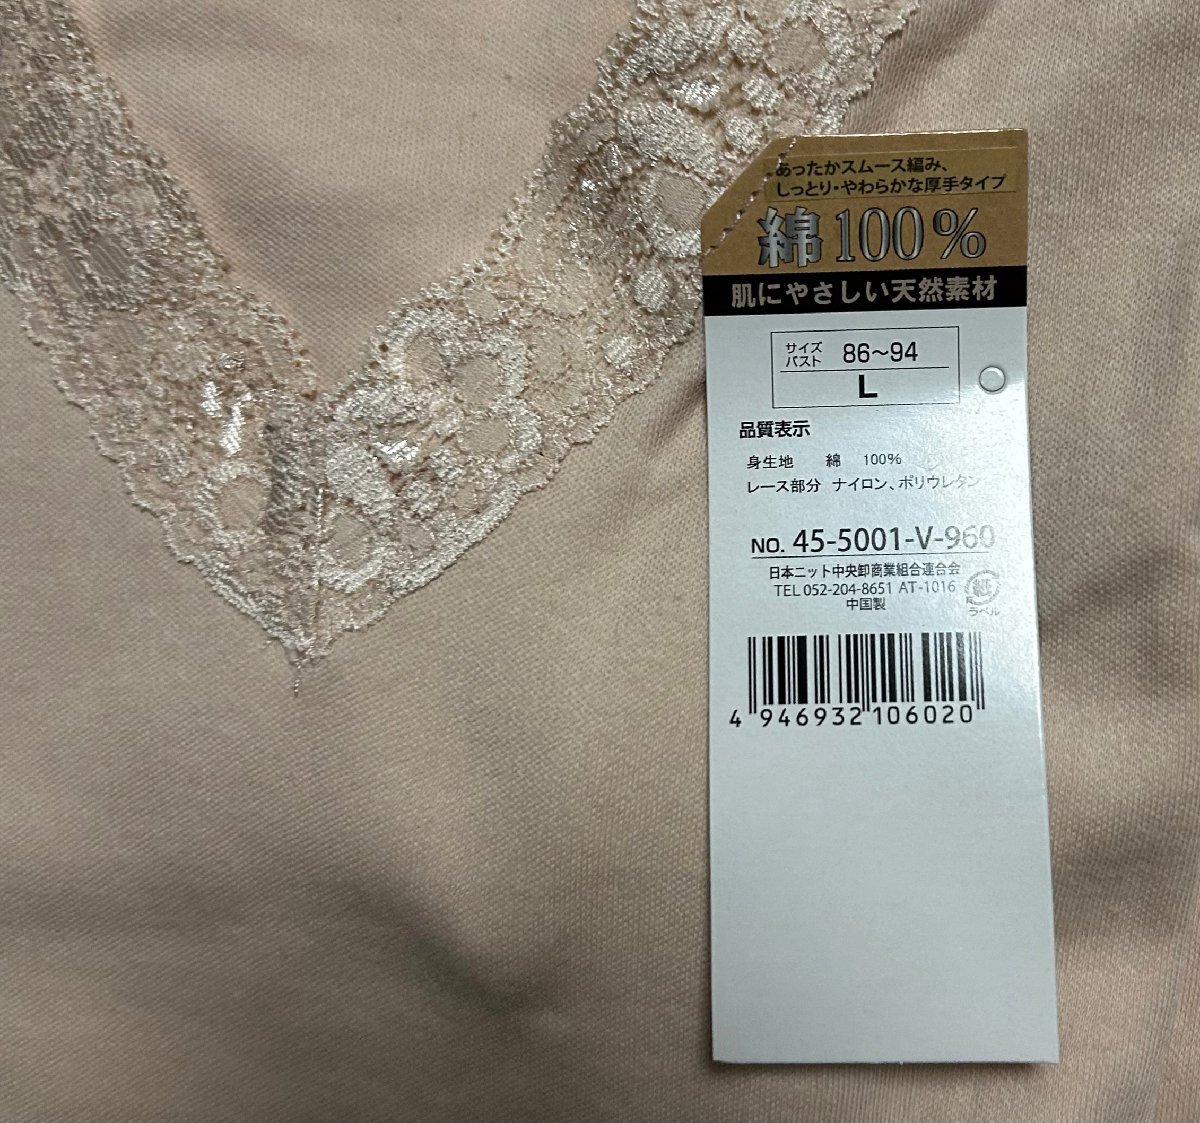 あったかスムース編み、
しっとり・やわらかな厚手タイプ
綿100%
肌にやさしい天然素材
サイズ
バスト 86~94
L
品質表示
身生地 綿 100%
レース部分 ナイロン、ポリウレタン
NO. 45-5001-V-960
日本ニット中央卸商業組合連合会
TEL 052-204-8651 AT-1016
中国製
紙
ラベル
4 946932 106020